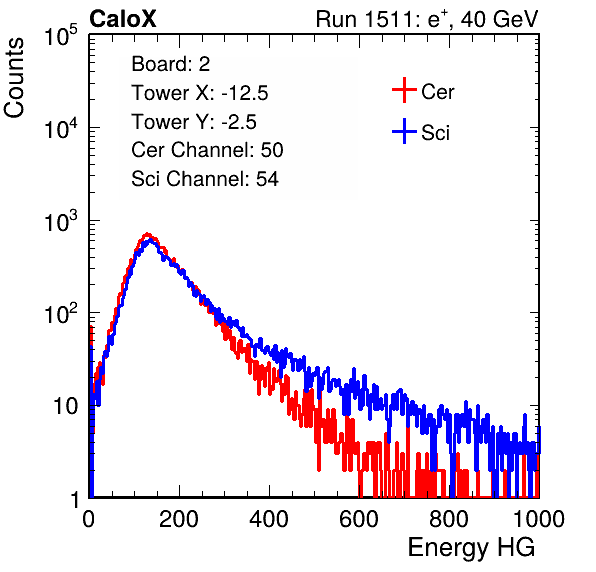 CaloX Run 1511: e⁺, 40 GeV
Counts
Board: 2
Tower X: -12.5
Tower Y: -2.5
Cer Channel: 50
Sci Channel: 54
Cer
Sci
10⁵
10⁴
10³
10²
10
1
0 200 400 600 800 1000
Energy HG